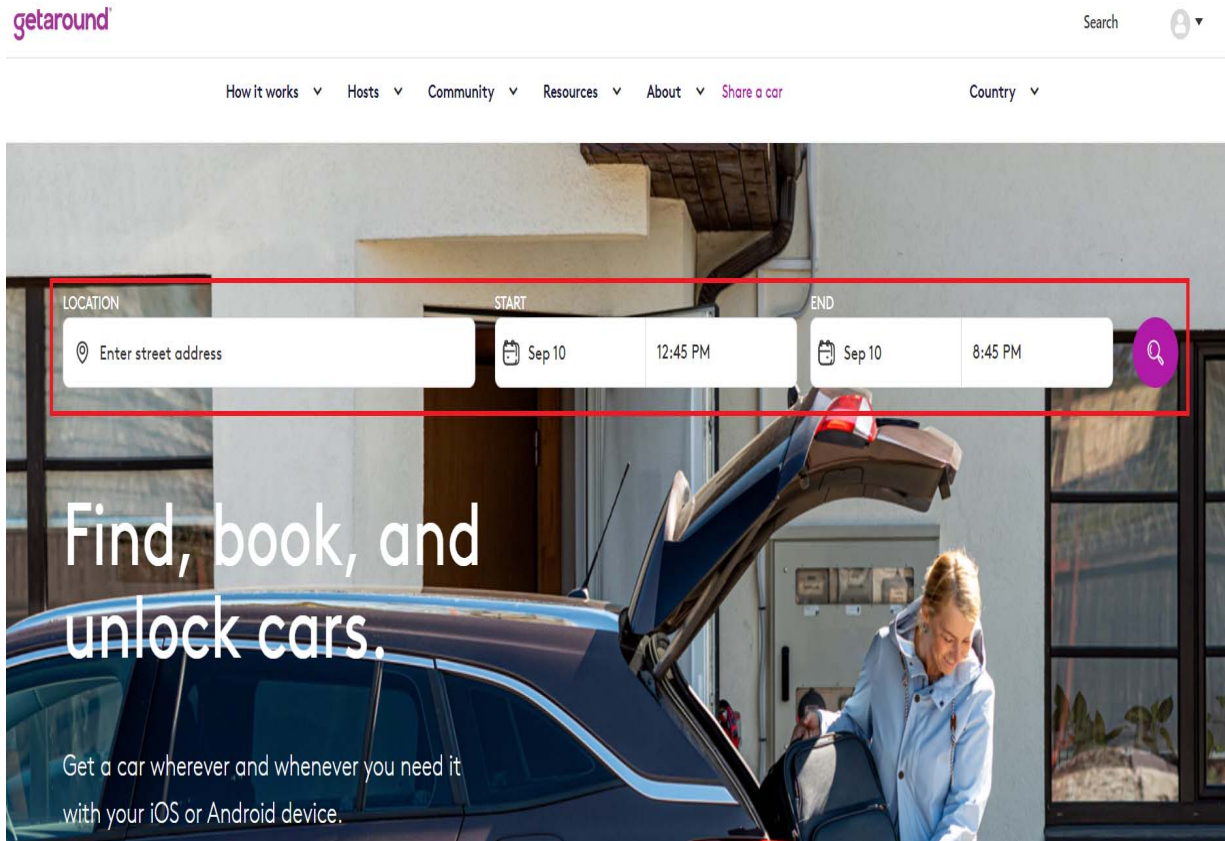 getaround
Search
How it works Hosts Community Resources About Share a car Country
LOCATION START END
Enter street address Sep 10 12:45 PM Sep 10 8:45 PM
Find, book, and
unlock cars.
Get a car wherever and whenever you need it
with your iOS or Android device.